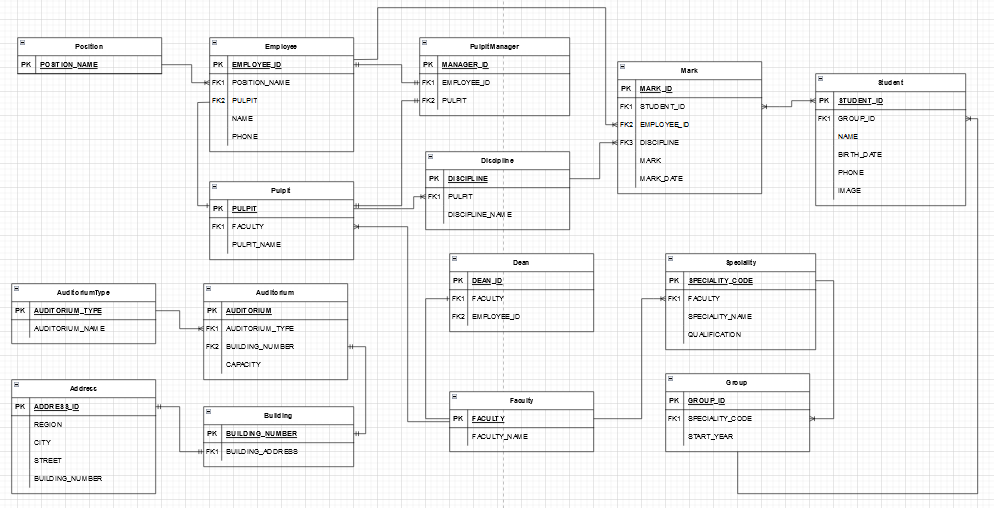 Position
PK POSITION_NAME
Employee
PK EMPLOYEE_ID
FK1 POSITION_NAME
FK2 PULPIT
NAME
PHONE
PulpitManager
PK MANAGER_ID
FK1 EMPLOYEE_ID
FK2 PULPIT
Mark
PK MARK_ID
FK1 STUDENT_ID
FK2 EMPLOYEE_ID
FK3 DISCIPLINE
MARK
MARK_DATE
Student
PK STUDENT_ID
FK1 GROUP_ID
NAME
BIRTH_DATE
PHONE
IMAGE
Discipline
PK DISCIPLINE
FK1 PULPIT
DISCIPLINE_NAME
Pulpit
PK PULPIT
FK1 FACULTY
PULPIT_NAME
Dean
PK DEAN_ID
FK1 FACULTY
FK2 EMPLOYEE_ID
Speciality
PK SPECIALITY_CODE
FK1 FACULTY
SPECIALITY_NAME
QUALIFICATION
AuditoriumType
PK AUDITORIUM_TYPE
AUDITORIUM_NAME
Auditorium
PK AUDITORIUM
FK1 AUDITORIUM_TYPE
FK2 BUILDING_NUMBER
CAPACITY
Address
PK ADDRESS_ID
REGION
CITY
STREET
BUILDING_NUMBER
Building
PK BUILDING_NUMBER
FK1 BUILDING_ADDRESS
Faculty
PK FACULTY
FACULTY_NAME
Group
PK GROUP_ID
FK1 SPECIALITY_CODE
START_YEAR